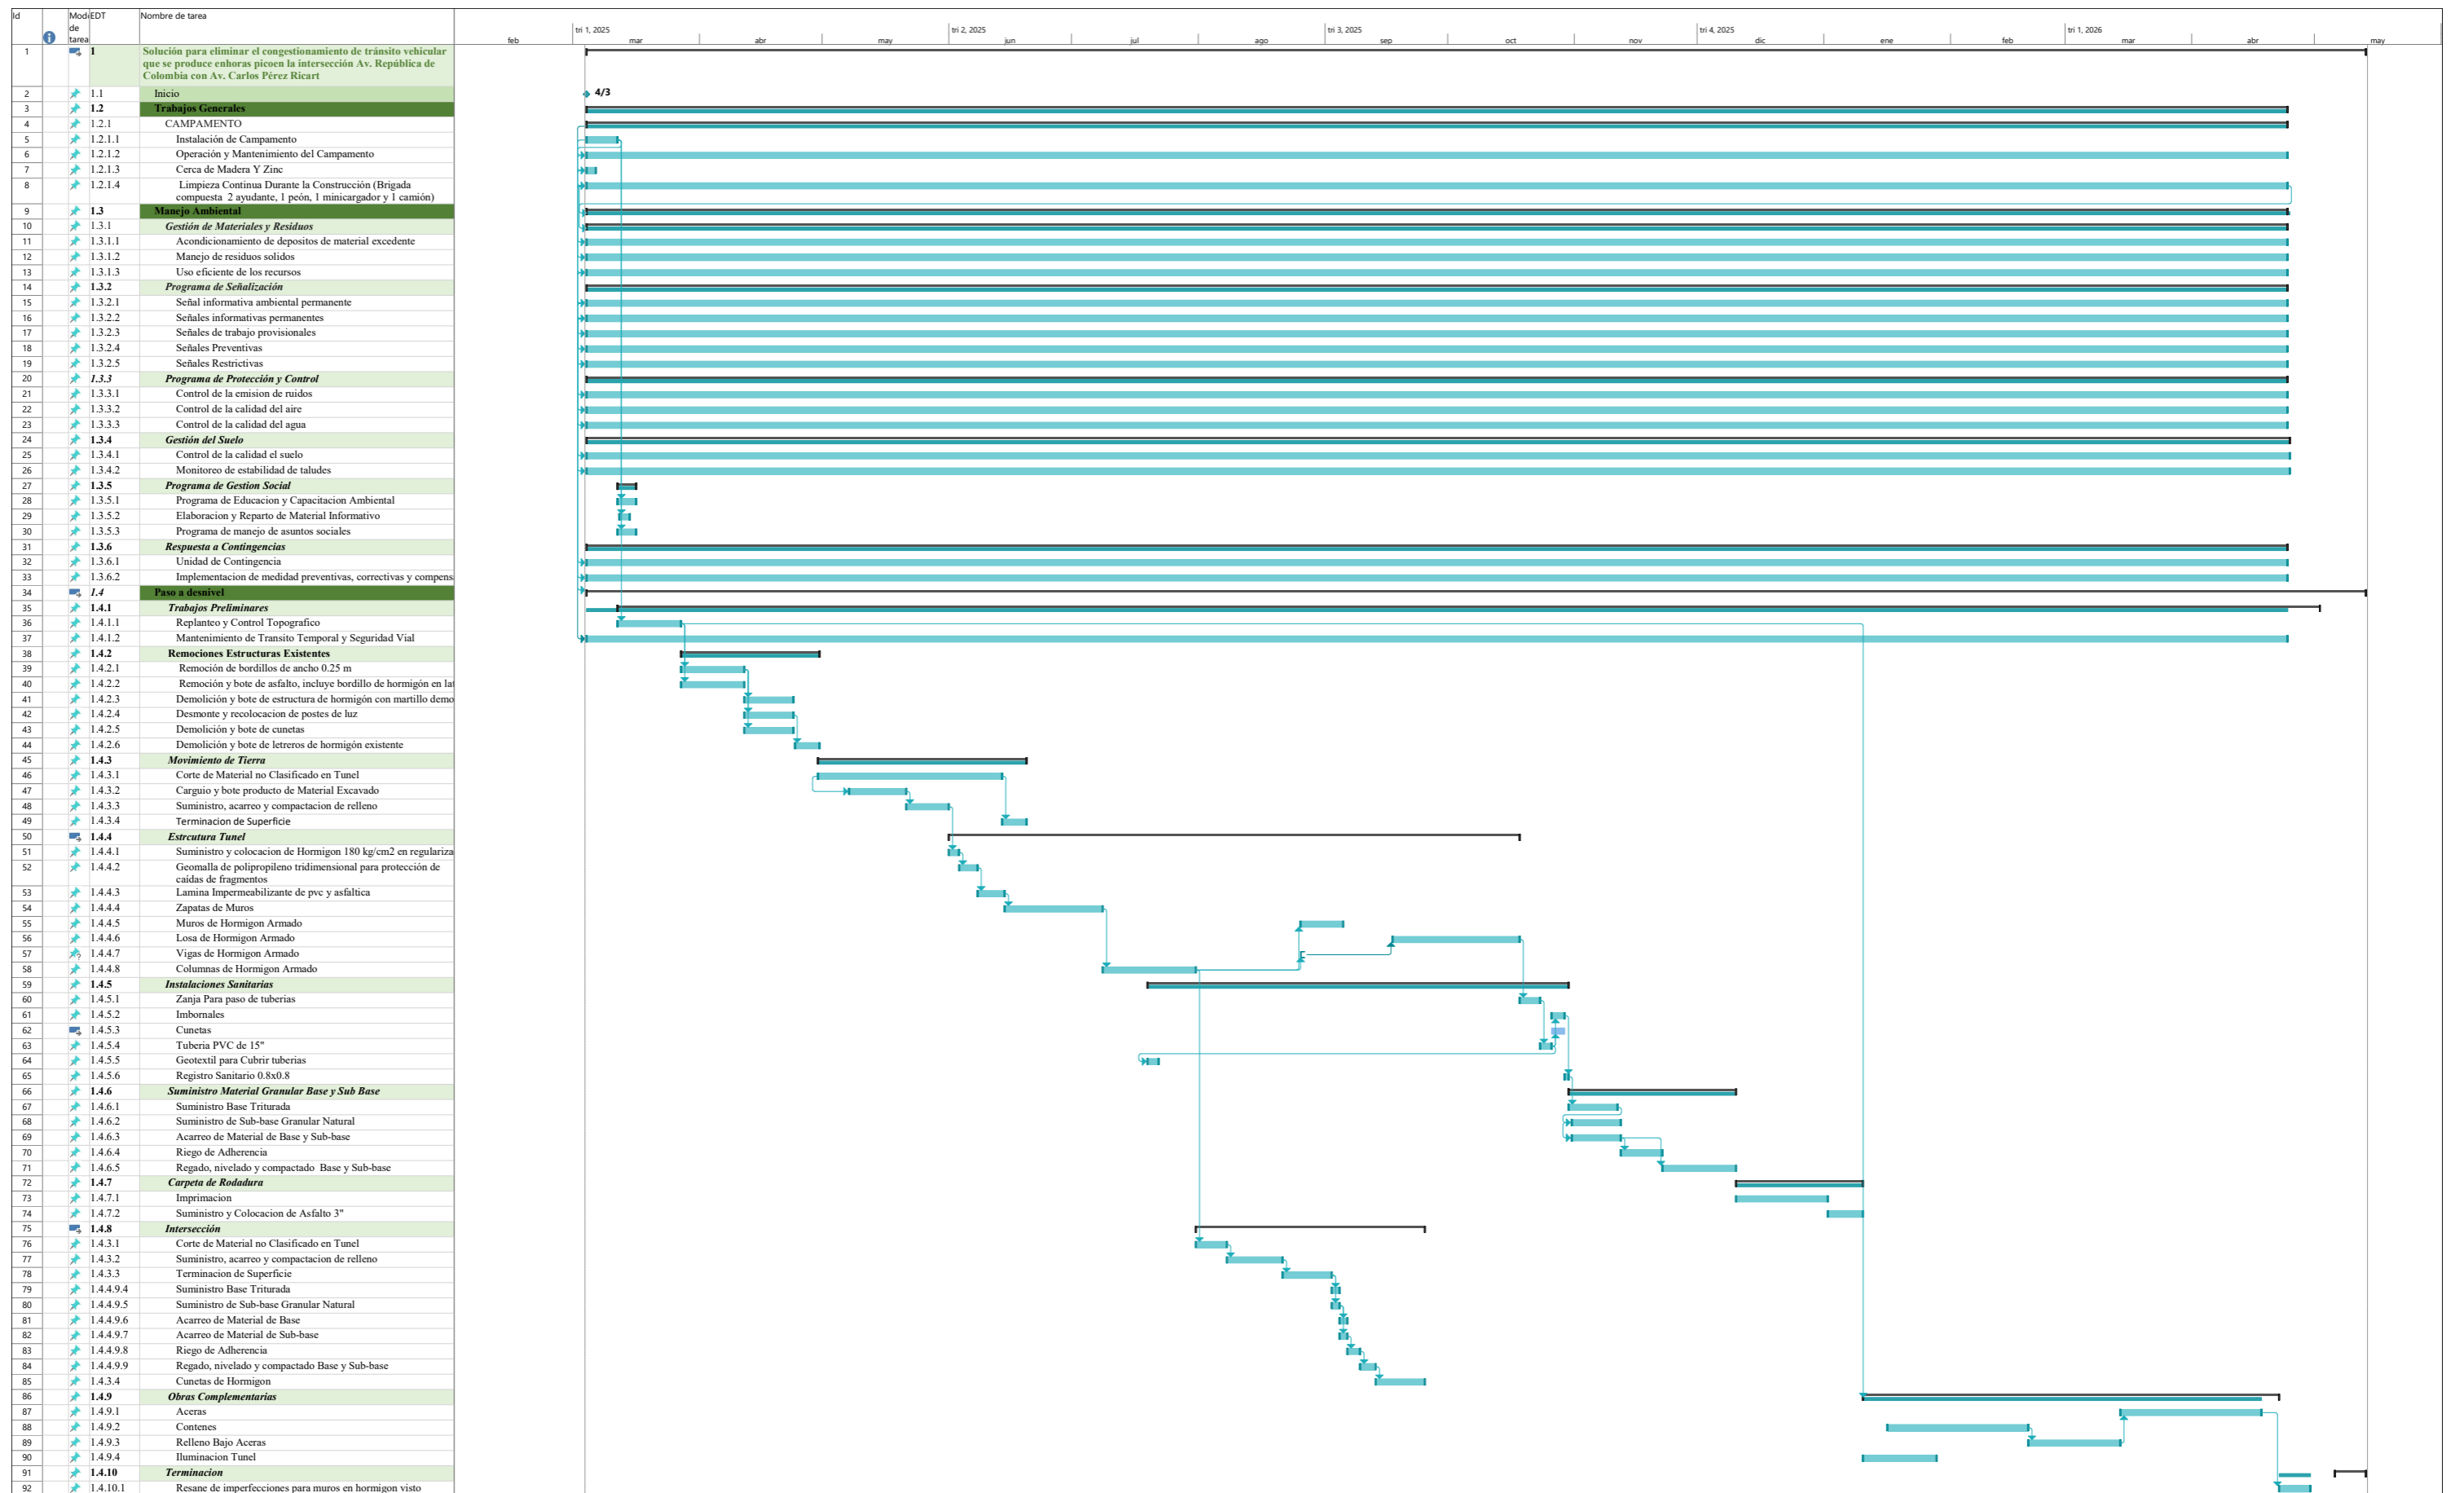 Id
Modo de tarea
EDT
Nombre de tarea
tri 1, 2025
tri 2, 2025
tri 3, 2025
tri 4, 2025
tri 1, 2026
feb mar abr may jun jul ago sep oct nov dic ene feb mar abr may
1 1 Solución para eliminar el congestionamiento de tránsito vehicular
que se produce enhoras picoen la intersección Av. República de
Colombia con Av. Carlos Pérez Ricart
2 1.1 Inicio 4/3
3 1.2 Trabajos Generales
4 1.2.1 CAMPAMENTO
5 1.2.1.1 Instalación de Campamento
6 1.2.1.2 Operación y Mantenimiento del Campamento
7 1.2.1.3 Cerca de Madera Y Zinc
8 1.2.1.4 Limpieza Continua Durante la Construcción (Brigada
compuesta 2 ayudante, 1 peón, 1 minicargador y 1 camión)
9 1.3 Manejo Ambiental
10 1.3.1 Gestión de Materiales y Residuos
11 1.3.1.1 Acondicionamiento de depositos de material excedente
12 1.3.1.2 Manejo de residuos solidos
13 1.3.1.3 Uso eficiente de los recursos
14 1.3.2 Programa de Señalización
15 1.3.2.1 Señal informativa ambiental permanente
16 1.3.2.2 Señales informativas permanentes
17 1.3.2.3 Señales de trabajo provisionales
18 1.3.2.4 Señales Preventivas
19 1.3.2.5 Señales Restrictivas
20 1.3.3 Programa de Protección y Control
21 1.3.3.1 Control de la emision de ruidos
22 1.3.3.2 Control de la calidad del aire
23 1.3.3.3 Control de la calidad del agua
24 1.3.4 Gestión del Suelo
25 1.3.4.1 Control de la calidad el suelo
26 1.3.4.2 Monitoreo de estabilidad de taludes
27 1.3.5 Programa de Gestion Social
28 1.3.5.1 Programa de Educacion y Capacitacion Ambiental
29 1.3.5.2 Elaboracion y Reparto de Material Informativo
30 1.3.5.3 Programa de manejo de asuntos sociales
31 1.3.6 Respuesta a Contingencias
32 1.3.6.1 Unidad de Contingencia
33 1.3.6.2 Implementacion de medidad preventivas, correctivas y compens
34 1.4 Paso a desnivel
35 1.4.1 Trabajos Preliminares
36 1.4.1.1 Replanteo y Control Topografico
37 1.4.1.2 Mantenimiento de Transito Temporal y Seguridad Vial
38 1.4.2 Remociones Estructuras Existentes
39 1.4.2.1 Remoción de bordillos de ancho 0.25 m
40 1.4.2.2 Remoción y bote de asfalto, incluye bordillo de hormigón en lat
41 1.4.2.3 Demolición y bote de estructura de hormigón con martillo demo
42 1.4.2.4 Desmonte y recolocación de postes de luz
43 1.4.2.5 Demolición y bote de cunetas
44 1.4.2.6 Demolición y bote de letreros de hormigón existente
45 1.4.3 Movimiento de Tierra
46 1.4.3.1 Corte de Material no Clasificado en Tunel
47 1.4.3.2 Carguio y bote producto de Material Excavado
48 1.4.3.3 Suministro, acarreo y compactacion de relleno
49 1.4.3.4 Terminacion de Superficie
50 1.4.4 Estrcutura Tunel
51 1.4.4.1 Suministro y colocacion de Hormigon 180 kg/cm2 en regulariza
52 1.4.4.2 Geomalla de polipropileno tridimensional para protección de
caídas de fragmentos
53 1.4.4.3 Lamina Impermeabilizante de pvc y asfaltica
54 1.4.4.4 Zapatas de Muros
55 1.4.4.5 Muros de Hormigon Armado
56 1.4.4.6 Losa de Hormigon Armado
57 1.4.4.7 Vigas de Hormigon Armado
58 1.4.4.8 Columnas de Hormigon Armado
59 1.4.5 Instalaciones Sanitarias
60 1.4.5.1 Zanja Para paso de tuberias
61 1.4.5.2 Imbornales
62 1.4.5.3 Cunetas
63 1.4.5.4 Tuberia PVC de 15"
64 1.4.5.5 Geotextil para Cubrir tuberias
65 1.4.5.6 Registro Sanitario 0.8x0.8
66 1.4.6 Suministro Material Granular Base y Sub Base
67 1.4.6.1 Suministro Base Triturada
68 1.4.6.2 Suministro de Sub-base Granular Natural
69 1.4.6.3 Acarreo de Material de Base y Sub-base
70 1.4.6.4 Riego de Adherencia
71 1.4.6.5 Regado, nivelado y compactado Base y Sub-base
72 1.4.7 Carpeta de Rodadura
73 1.4.7.1 Imprimacion
74 1.4.7.2 Suministro y Colocacion de Asfalto 3"
75 1.4.8 Intersección
76 1.4.3.1 Corte de Material no Clasificado en Tunel
77 1.4.3.2 Suministro, acarreo y compactacion de relleno
78 1.4.3.3 Terminacion de Superficie
79 1.4.4.9.4 Suministro Base Triturada
80 1.4.4.9.5 Suministro de Sub-base Granular Natural
81 1.4.4.9.6 Acarreo de Material de Base
82 1.4.4.9.7 Acarreo de Material de Sub-base
83 1.4.4.9.8 Riego de Adherencia
84 1.4.4.9.9 Regado, nivelado y compactado Base y Sub-base
85 1.4.3.4 Cunetas de Hormigon
86 1.4.9 Obras Complementarias
87 1.4.9.1 Aceras
88 1.4.9.2 Contenes
89 1.4.9.3 Relleno Bajo Aceras
90 1.4.9.4 Iluminacion Tunel
91 1.4.10 Terminacion
92 1.4.10.1 Resane de imperfecciones para muros en hormigon visto